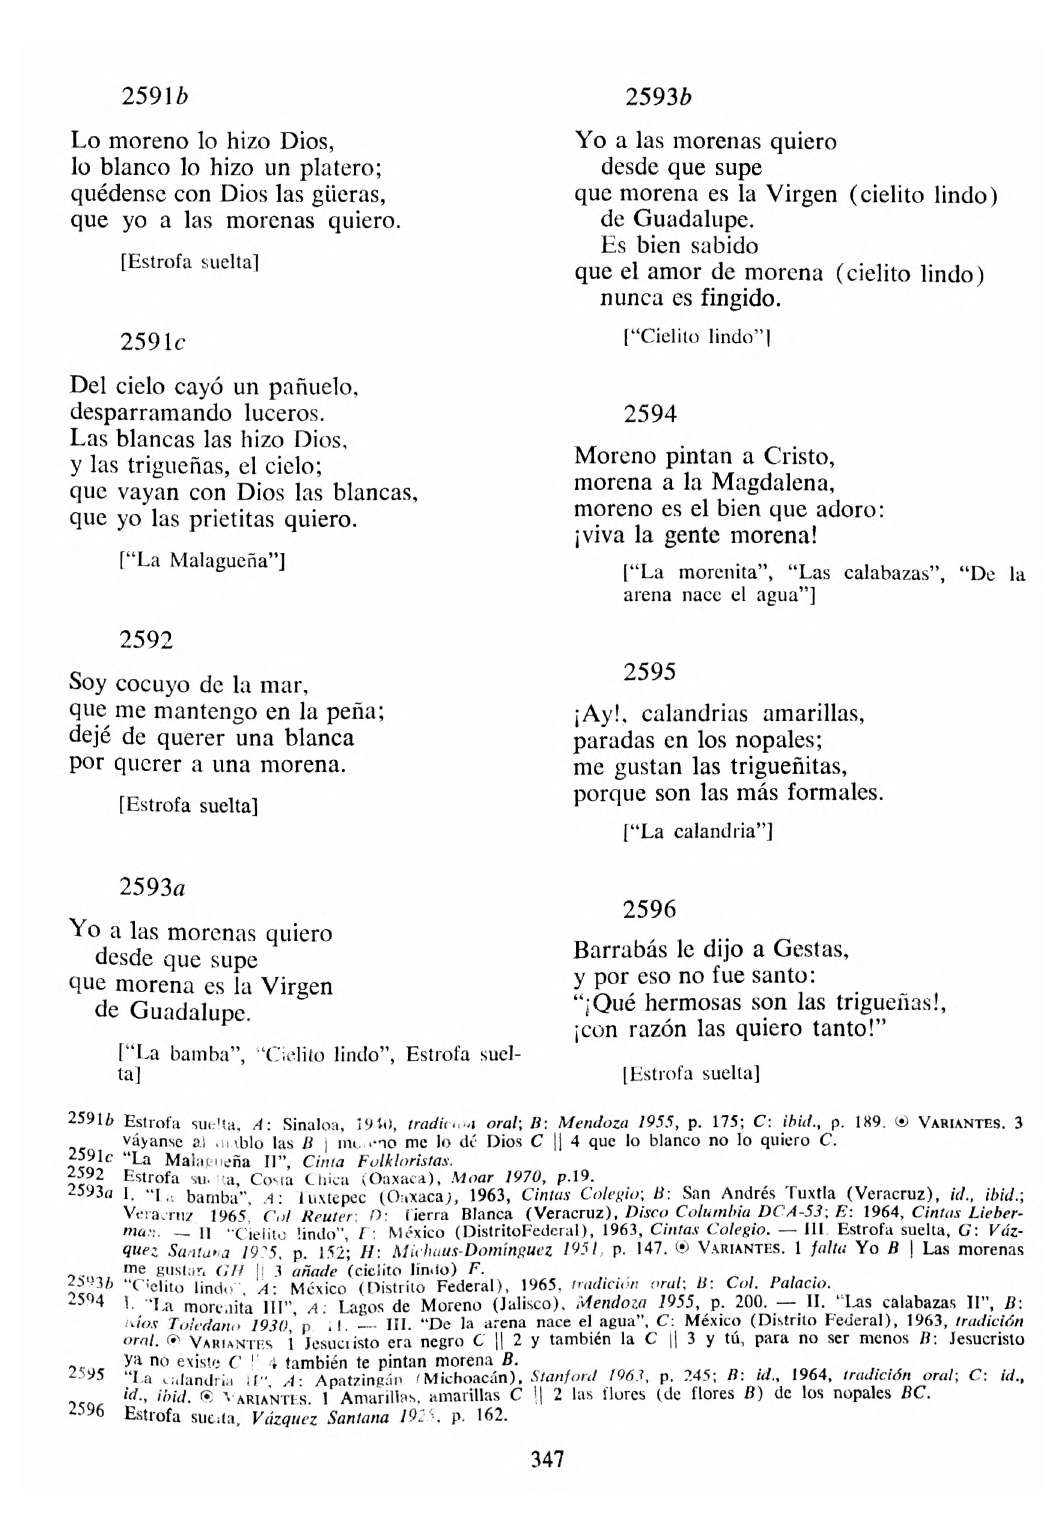 2591b
Lo moreno lo hizo Dios,
lo blanco lo hizo un platero;
quédense con Dios las güeras,
que yo a las morenas quiero.
[Estrofa suelta]
2591c
Del cielo cayó un pañuelo,
desparramando luceros.
Las blancas las hizo Dios,
y las trigueñas, el cielo;
que vayan con Dios las blancas,
que yo las prietitas quiero.
[“La Malagueña”]
2592
Soy cocuyo de la mar,
que me mantengo en la peña;
dejé de querer una blanca
por querer a una morena.
[Estrofa suelta]
2593a
Yo a las morenas quiero
desde que supe
que morena es la Virgen
de Guadalupe.
[“La bamba”, “Cielito lindo”, Estrofa suel-
ta]
2593b
Yo a las morenas quiero
desde que supe
que morena es la Virgen (cielito lindo)
de Guadalupe.
Es bien sabido
que el amor de morena (cielito lindo)
nunca es fingido.
[“Cielito lindo”]
2594
Moreno pintan a Cristo,
morena a la Magdalena,
moreno es el bien que adoro:
¡viva la gente morena!
[“La morenita”, “Las calabazas”, “De la
arena nace el agua”]
2595
¡Ay!, calandrias amarillas,
paradas en los nopales;
me gustan las trigueñitas,
porque son las más formales.
[“La calandria”]
2596
Barrabás le dijo a Gestas,
y por eso no fue santo:
“¡Qué hermosas son las trigueñas!,
¡con razón las quiero tanto!”
[Estrofa suelta]
2591b Estrofa suelta, A: Sinaloa, 1940, tradición oral; B: Mendoza 1955, p. 175; C: ibid., p. 189. ⊙ VARIANTES. 3
váyanse al las B | me lo dé Dios C || 4 que lo blanco no lo quiero C.
2591c “La Malagueña II”, Cinta Folkloristas.
2592 Estrofa suelta, Costa Chica (Oaxaca), Moar 1970, p.19.
2593a I. “La bamba”, A: Tuxtepec (Oaxaca), 1963, Cintas Colegio; B: San Andrés Tuxtla (Veracruz), id., ibid.;
Veracruz 1965, Col Reuter; D: Tierra Blanca (Veracruz), Disco Columbia DCA-53; E: 1964, Cintas Lieber-
man. — II “Cielito lindo”, F: México (DistritoFederal), 1963, Cintas Colegio. — III. Estrofa suelta, G: Váz-
quez Santana 1925, p. 152; H: Michaus-Domínguez 1951, p. 147. ⊙ VARIANTES. 1 falta Yo B | Las morenas
me gustan GH || 3 añade (cielito lindo) F.
2593b “Cielito lindo”, A: México (Distrito Federal), 1965, tradición oral; B: Col. Palacio.
2594 I. “La morenita III”, A: Lagos de Moreno (Jalisco), Mendoza 1955, p. 200. — II. “Las calabazas II”, B:
Ríos Toledano 1930, p. — III. “De la arena nace el agua”, C: México (Distrito Federal), 1963, tradición
oral. ⊙ VARIANTES 1 Jesucristo era negro C || 2 y también la C || 3 y tú, para no ser menos B: Jesucristo
ya no existe C || 4 también te pintan morena B.
2595 “La calandria II”, A: Apatzingán (Michoacán), Stanford 1963, p. 245; B: id., 1964, tradición oral; C: id.,
id., ibid. ⊙ VARIANTES. 1 Amarillas, amarillas C || 2 las flores (de flores B) de los nopales BC.
2596 Estrofa suelta, Vázquez Santana 1925, p. 162.
347